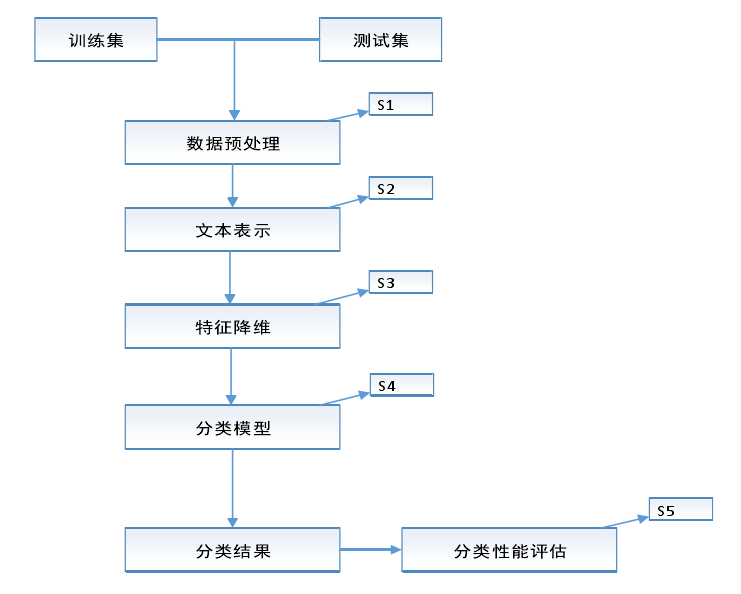 训练集
测试集
S1
数据预处理
S2
文本表示
S3
特征降维
S4
分类模型
S5
分类结果
分类性能评估